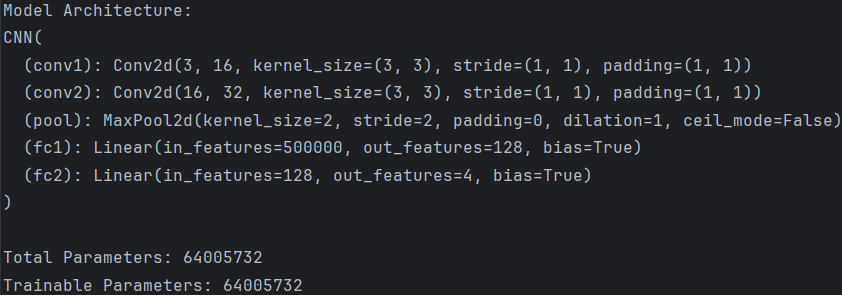 Model Architecture:
CNN(
  (conv1): Conv2d(3, 16, kernel_size=(3, 3), stride=(1, 1), padding=(1, 1))
  (conv2): Conv2d(16, 32, kernel_size=(3, 3), stride=(1, 1), padding=(1, 1))
  (pool): MaxPool2d(kernel_size=2, stride=2, padding=0, dilation=1, ceil_mode=False)
  (fc1): Linear(in_features=500000, out_features=128, bias=True)
  (fc2): Linear(in_features=128, out_features=4, bias=True)
)
Total Parameters: 64005732
Trainable Parameters: 64005732